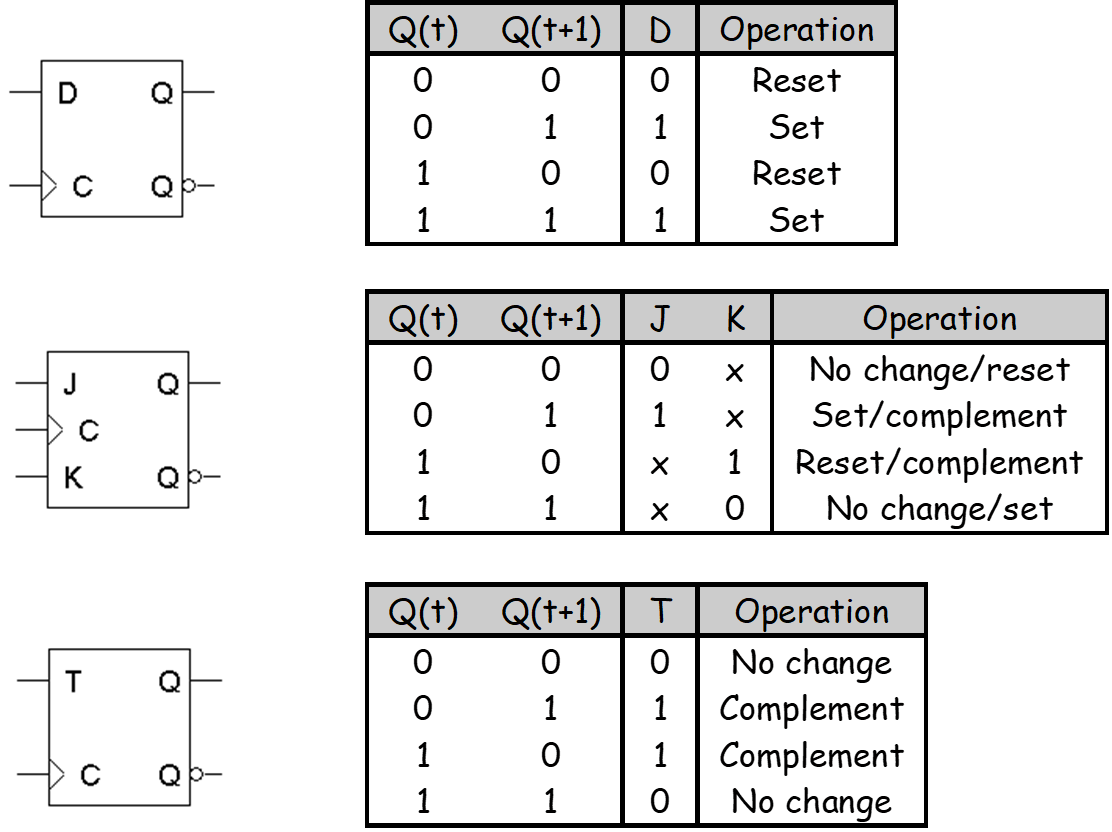 D Q
C Q
Q(t) Q(t+1) D Operation
0 0 0 Reset
0 1 1 Set
1 0 0 Reset
1 1 1 Set
J Q
C
K Q
Q(t) Q(t+1) J K Operation
0 0 0 x No change/reset
0 1 1 x Set/complement
1 0 x 1 Reset/complement
1 1 x 0 No change/set
T Q
C Q
Q(t) Q(t+1) T Operation
0 0 0 No change
0 1 1 Complement
1 0 1 Complement
1 1 0 No change